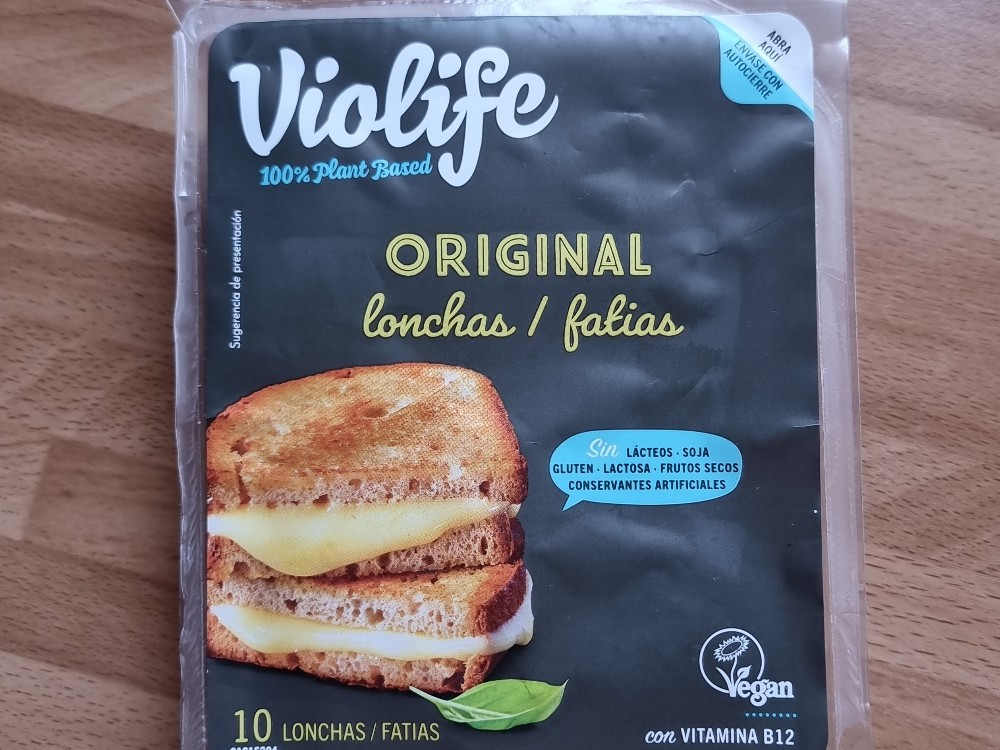 Violife
100% Plant Based
ABRA
AQUÍ
ENVASE CON
AUTOCIERRE
Sugerencia de presentación
ORIGINAL
lonchas / fatias
Sin LÁCTEOS · SOJA
GLUTEN · LACTOSA · FRUTOS SECOS
CONSERVANTES ARTIFICIALES
Vegan
10 LONCHAS / FATIAS
con VITAMINA B12